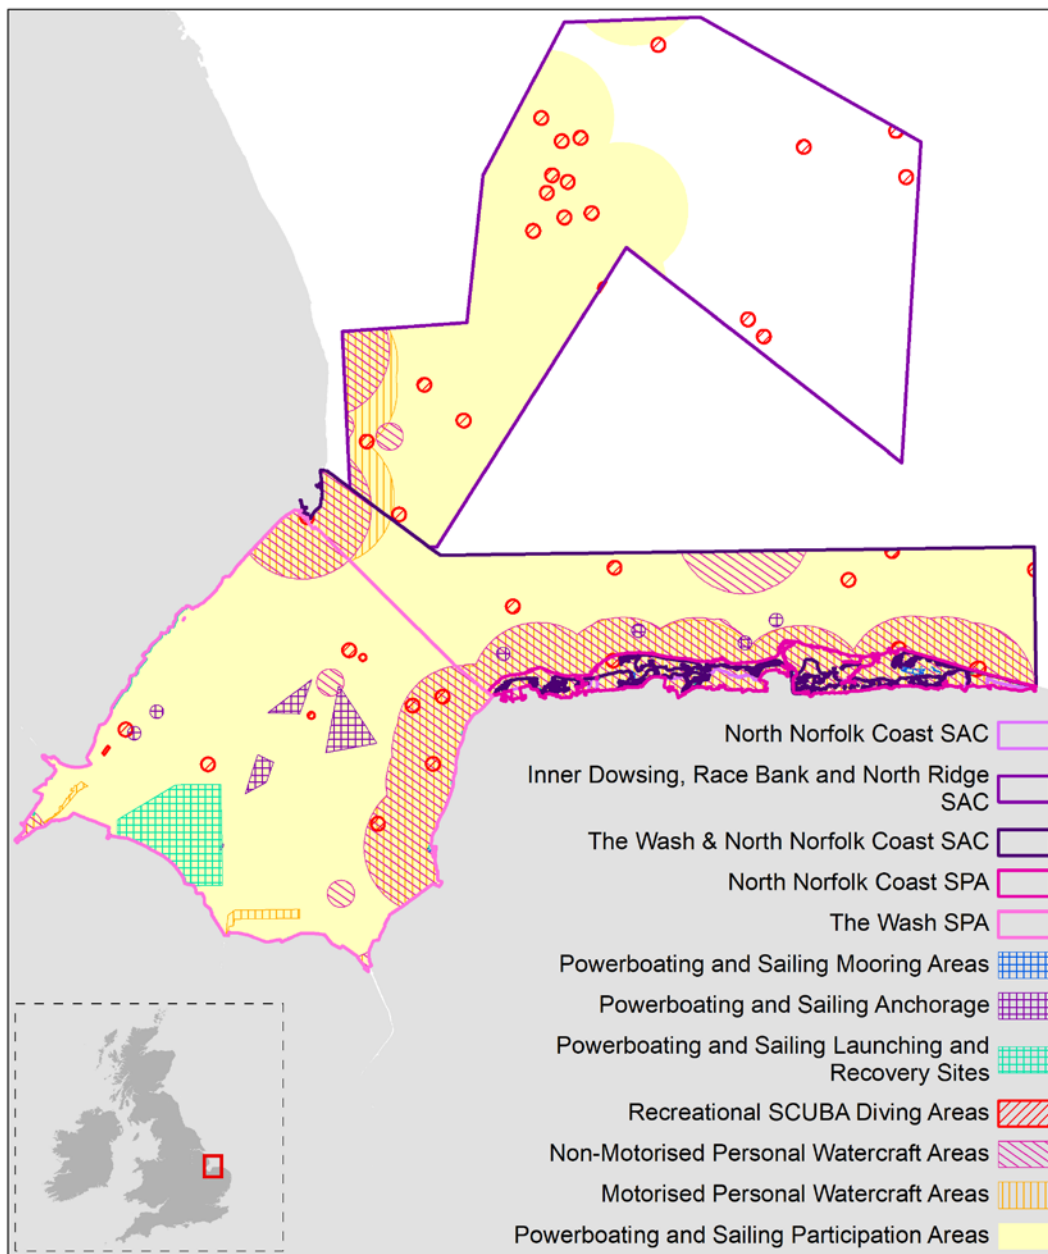 North Norfolk Coast SAC
Inner Dowsing, Race Bank and North Ridge
SAC
The Wash & North Norfolk Coast SAC
North Norfolk Coast SPA
The Wash SPA
Powerboating and Sailing Mooring Areas
Powerboating and Sailing Anchorage
Powerboating and Sailing Launching and
Recovery Sites
Recreational SCUBA Diving Areas
Non-Motorised Personal Watercraft Areas
Motorised Personal Watercraft Areas
Powerboating and Sailing Participation Areas